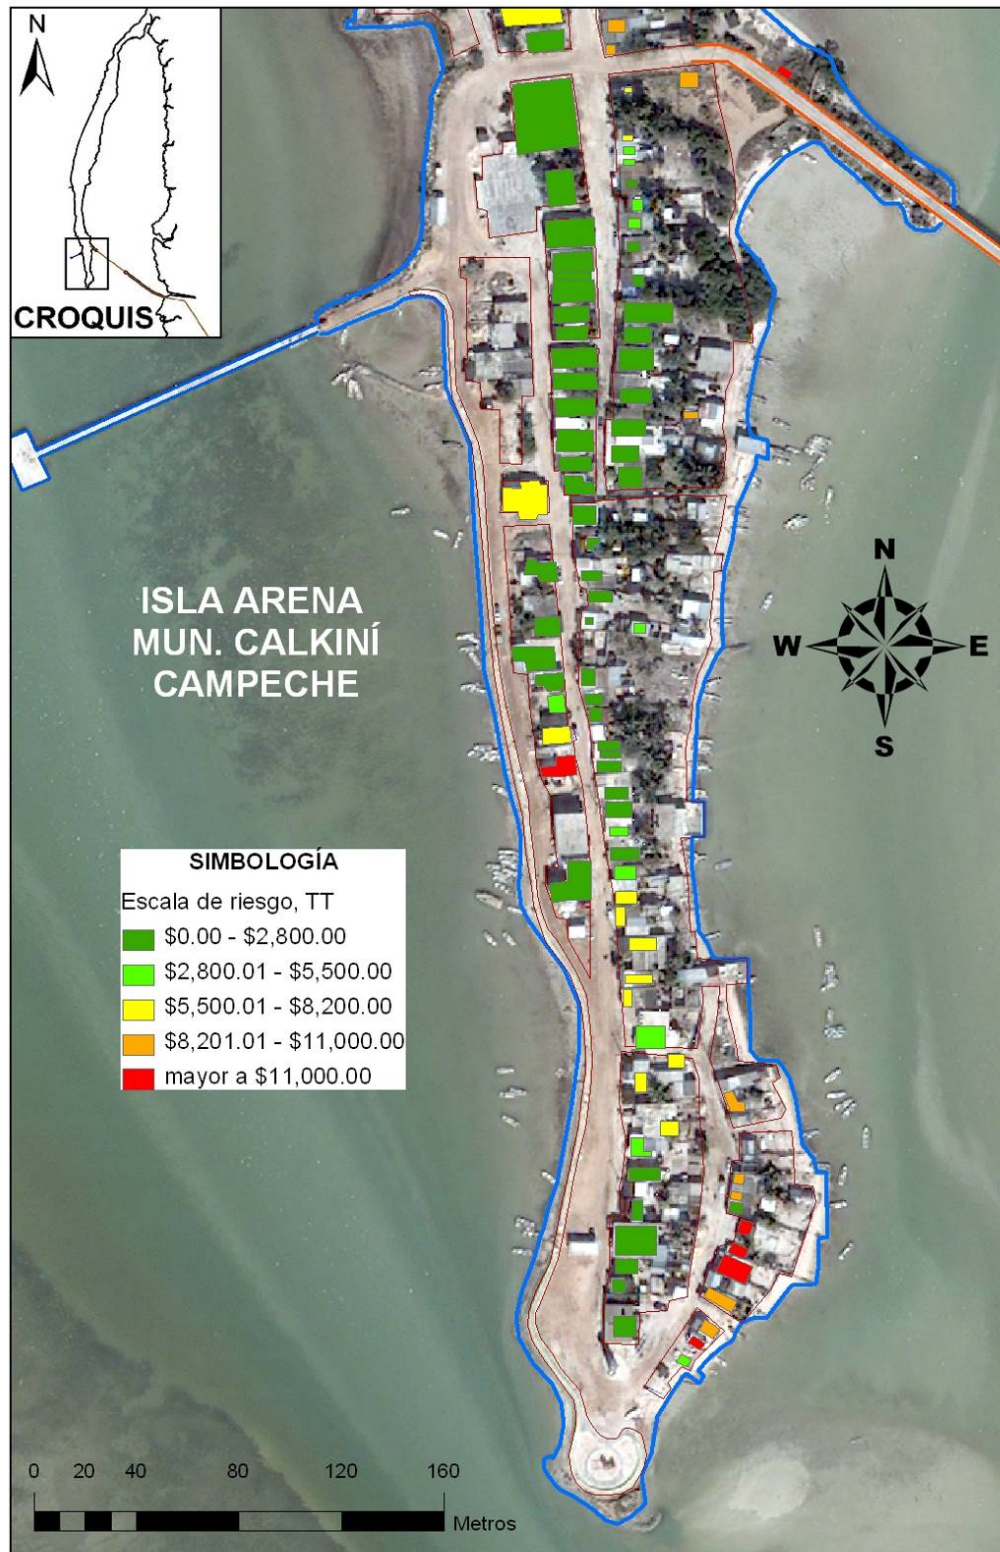 N
CROQUIS
ISLA ARENA
MUN. CALKINÍ
CAMPECHE
N
W
E
S
SIMBOLOGÍA
Escala de riesgo, TT
$0.00 - $2,800.00
$2,800.01 - $5,500.00
$5,500.01 - $8,200.00
$8,201.01 - $11,000.00
mayor a $11,000.00
0 20 40 80 120 160
Metros